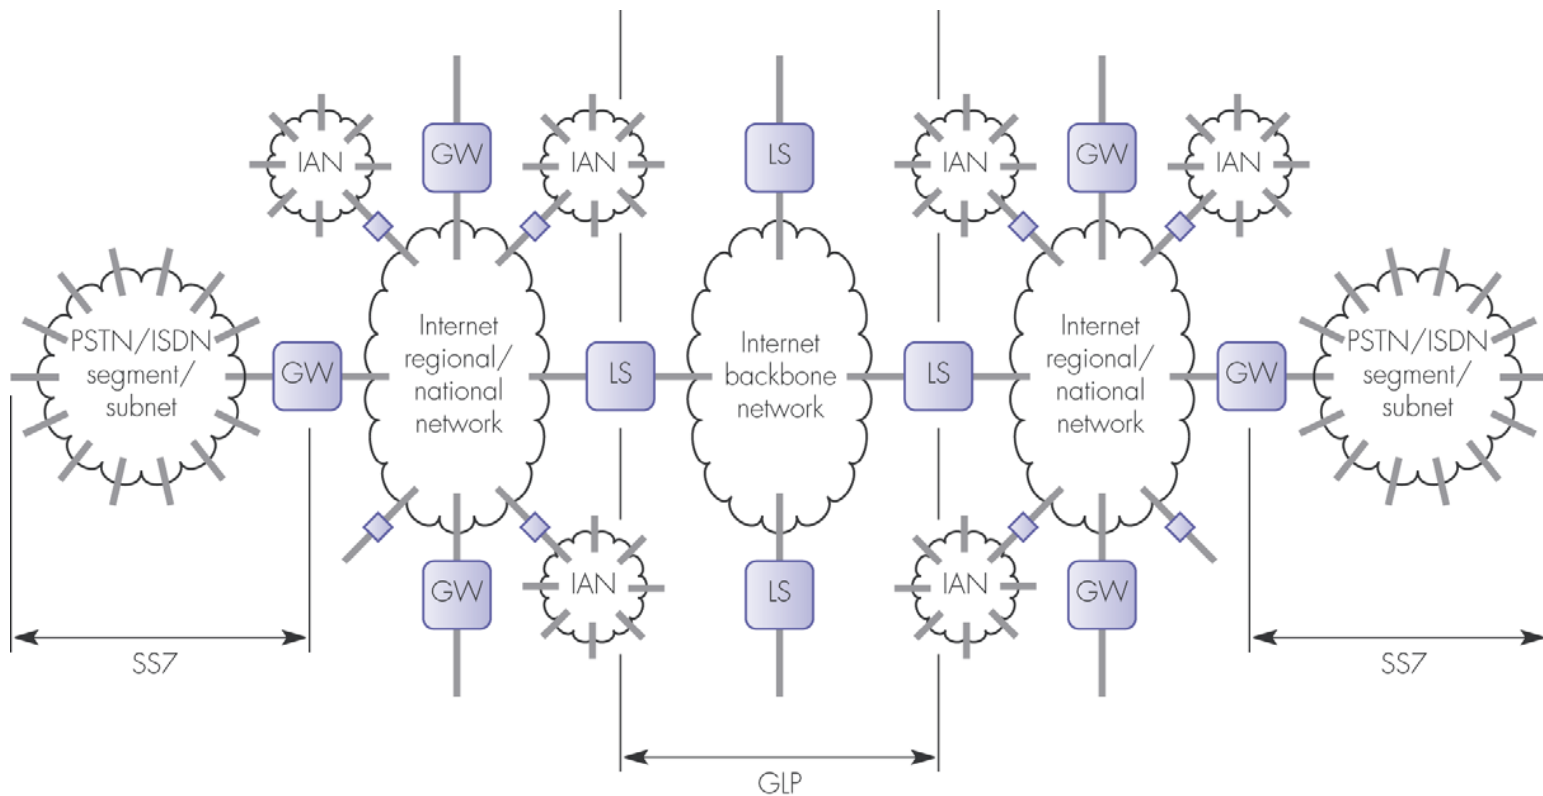 LS
IAN
GW
IAN
IAN
GW
IAN
PSTN/ISDN
segment/
subnet
GW
Internet
regional/
national
network
LS
Internet
backbone
network
LS
Internet
regional/
national
network
GW
PSTN/ISDN
segment/
subnet
GW
IAN
LS
IAN
GW
SS7
SS7
GLP